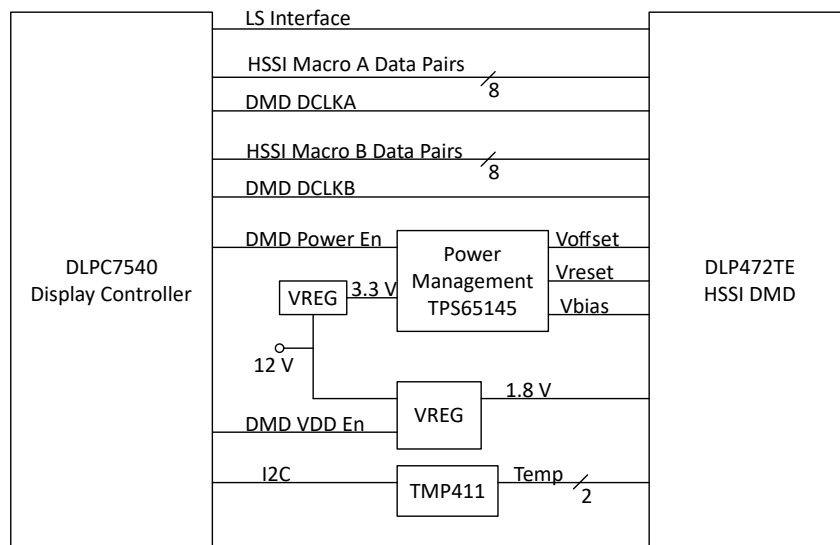 LS Interface
HSSI Macro A Data Pairs
8
DMD DCLKA
HSSI Macro B Data Pairs
8
DMD DCLKB
DMD Power En
Power
Management
TPS65145
Voffset
Vreset
Vbias
DLPC7540
Display Controller
DLP472TE
HSSI DMD
VREG
3.3 V
12 V
VREG
1.8 V
DMD VDD En
I2C
TMP411
Temp
2